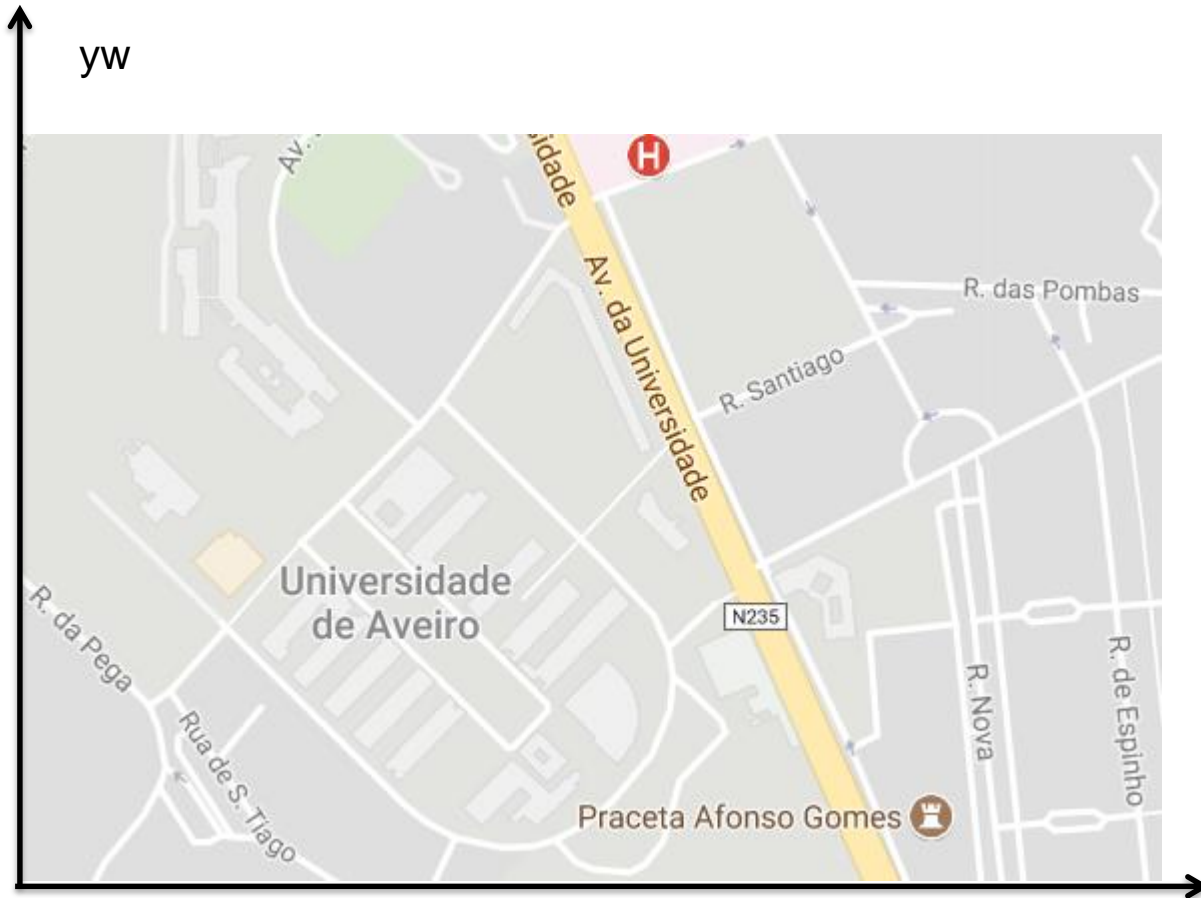 yw
Av.
sidade
H
R. das Pombas
Av. da Universidade
R. Santiago
Universidade
de Aveiro
N235
R. da Pega
R. Nova
R. de Espinho
Rua de S. Tiago
Praceta Afonso Gomes